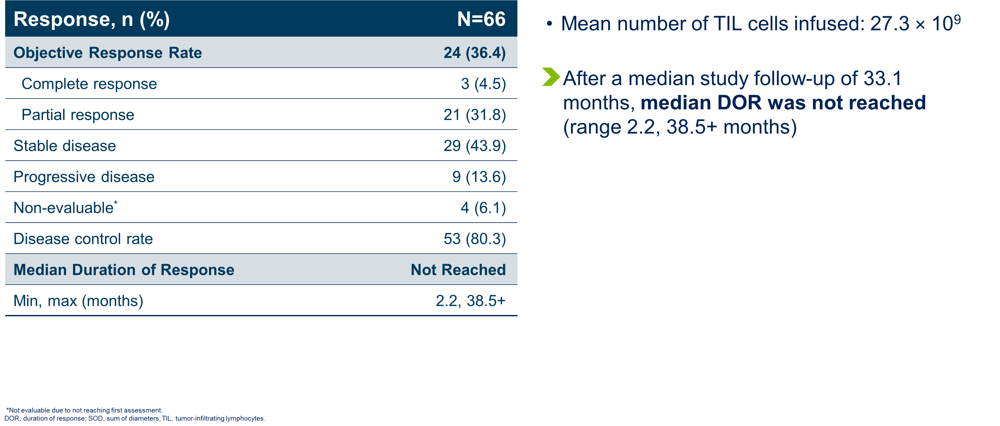 Response, n (%) N=66
Objective Response Rate 24 (36.4)
Complete response 3 (4.5)
Partial response 21 (31.8)
Stable disease 29 (43.9)
Progressive disease 9 (13.6)
Non-evaluable* 4 (6.1)
Disease control rate 53 (80.3)
Median Duration of Response Not Reached
Min, max (months) 2.2, 38.5+
• Mean number of TIL cells infused: 27.3 × 10⁹
After a median study follow-up of 33.1
months, median DOR was not reached
(range 2.2, 38.5+ months)
*Not evaluable due to not reaching first assessment.
DOR, duration of response; SOD, sum of diameters; TIL, tumor-infiltrating lymphocytes.